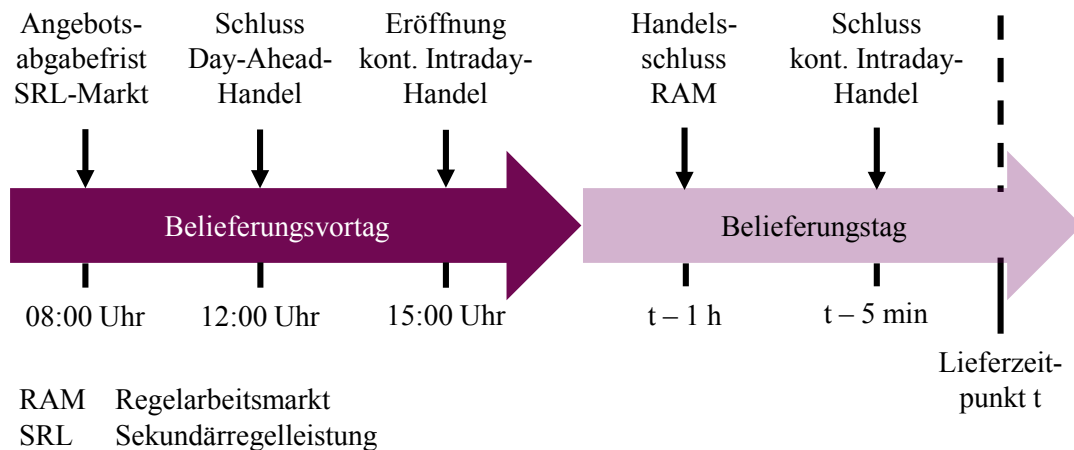 Angebots-
abgabefrist
SRL-Markt
Schluss
Day-Ahead-
Handel
Eröffnung
kont. Intraday-
Handel
Handels-
schluss
RAM
Schluss
kont. Intraday-
Handel
Belieferungsvortag
Belieferungstag
08:00 Uhr
12:00 Uhr
15:00 Uhr
t – 1 h
t – 5 min
Lieferzeit-
punkt t
RAM Regelarbeitsmarkt
SRL Sekundärregelleistung